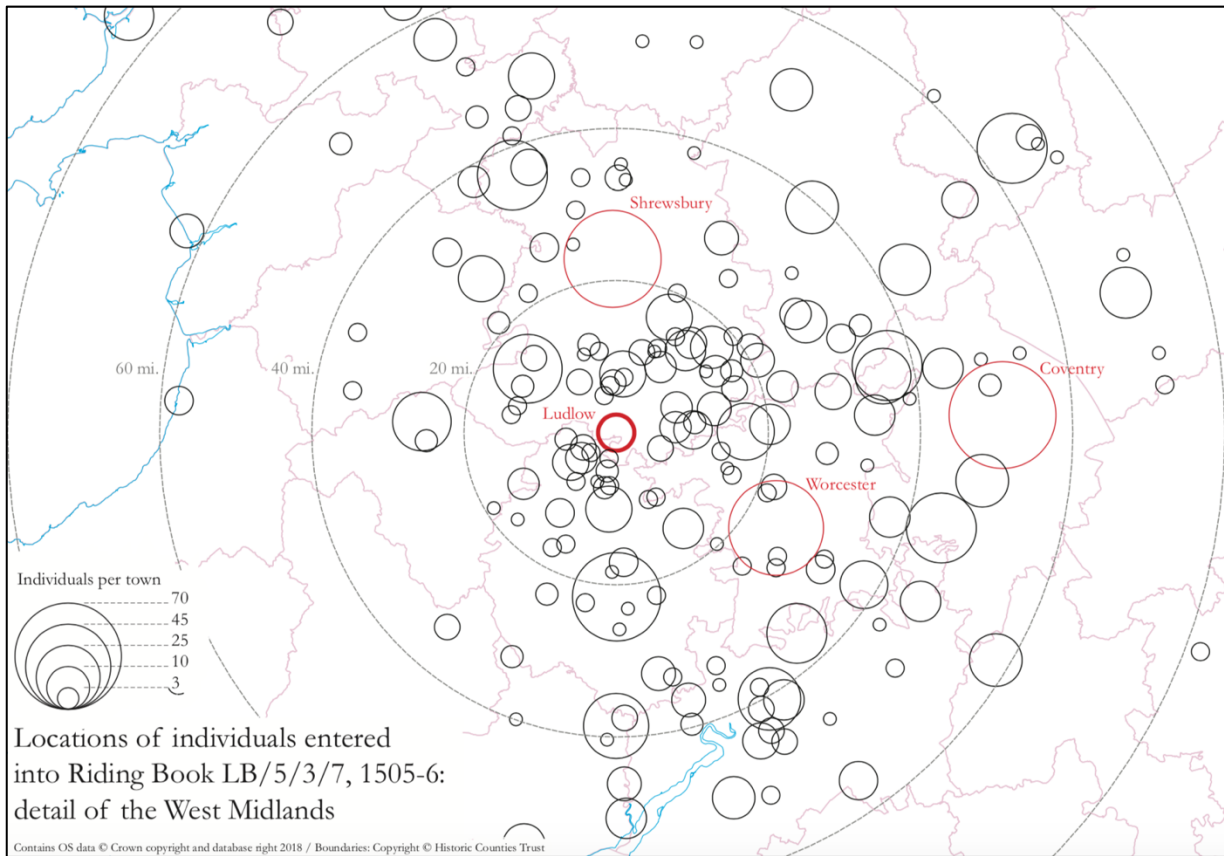 Shrewsbury
60 mi.
40 mi.
20 mi.
Coventry
Ludlow
Worcester
Individuals per town
70
45
25
10
3
Locations of individuals entered
into Riding Book LB/5/3/7, 1505-6:
detail of the West Midlands
Contains OS data © Crown copyright and database right 2018 / Boundaries: Copyright © Historic Counties Trust